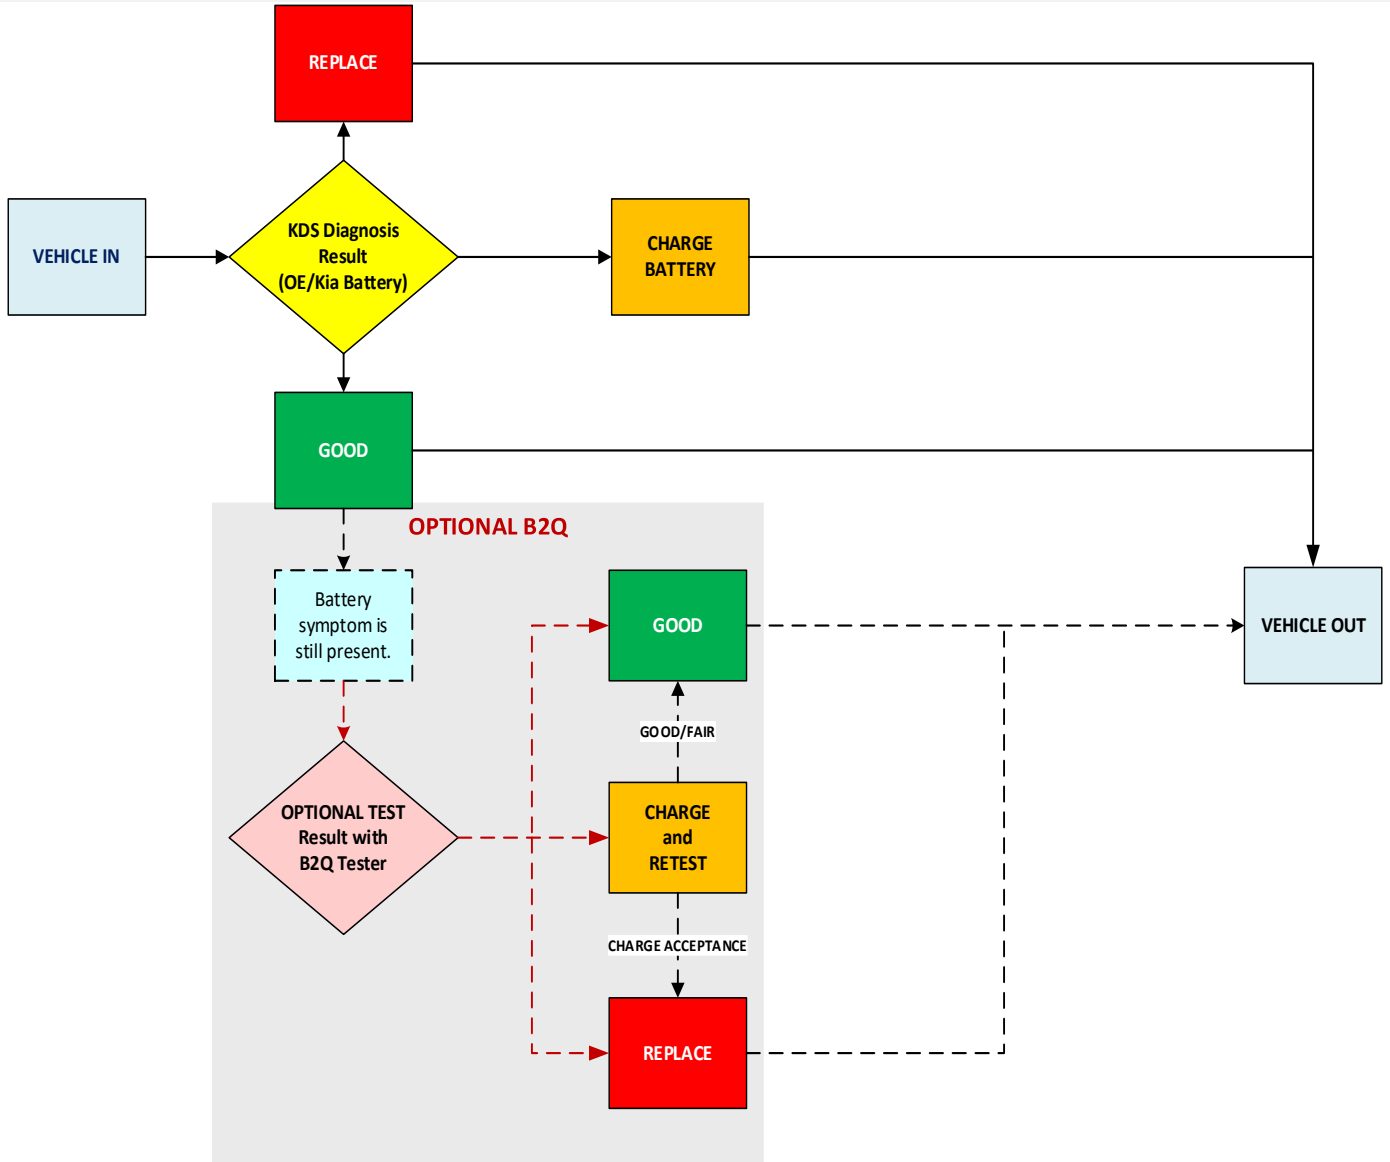 REPLACE
VEHICLE IN
KDS Diagnosis
Result
(OE/Kia Battery)
CHARGE
BATTERY
GOOD
OPTIONAL B2Q
Battery
symptom is
still present.
GOOD
VEHICLE OUT
GOOD/FAIR
OPTIONAL TEST
Result with
B2Q Tester
CHARGE
and
RETEST
CHARGE ACCEPTANCE
REPLACE